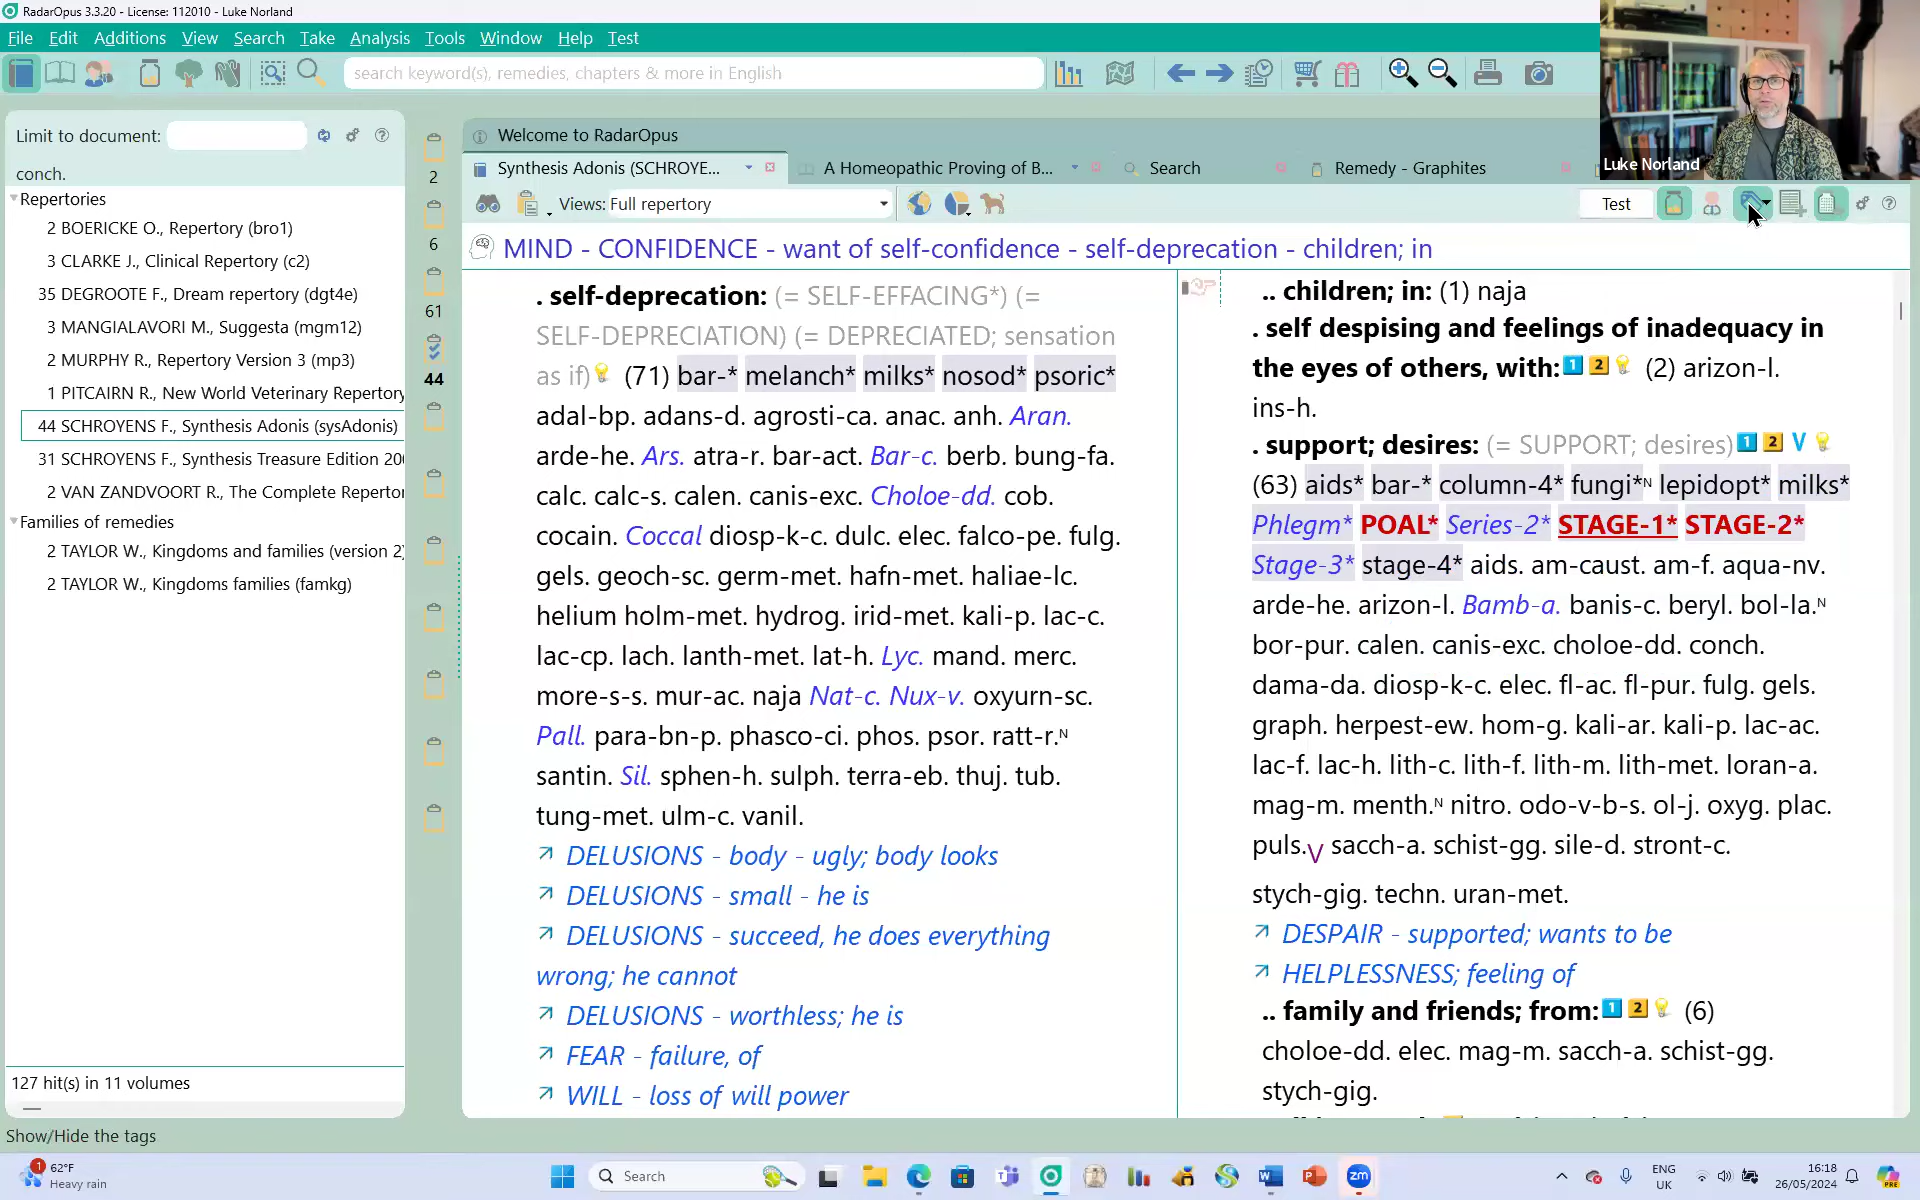 RadarOpus 3.3.20 - License: 112010 - Luke Norland
File Edit Additions View Search Take Analysis Tools Window Help Test
search keyword(s), remedies, chapters & more in English
Luke Norland
Limit to document:
conch.
Repertories
2 BOERICKE O., Repertory (bro1)
3 CLARKE J., Clinical Repertory (c2)
35 DEGROOTE F., Dream repertory (dgt4e)
3 MANGIALAVORI M., Suggesta (mgm12)
2 MURPHY R., Repertory Version 3 (mp3)
1 PITCAIRN R., New World Veterinary Repertory
44 SCHROYENS F., Synthesis Adonis (sysAdonis)
31 SCHROYENS F., Synthesis Treasure Edition 20
2 VAN ZANDVOORT R., The Complete Reperto
Families of remedies
2 TAYLOR W., Kingdoms and families (version 2)
2 TAYLOR W., Kingdoms families (famkg)
127 hit(s) in 11 volumes
Show/Hide the tags
2
6
61
44
Welcome to RadarOpus
Synthesis Adonis (SCHROYE... A Homeopathic Proving of B... Search Remedy - Graphites
Views: Full repertory
Test
MIND - CONFIDENCE - want of self-confidence - self-deprecation - children; in
. self-deprecation: (= SELF-EFFACING*) (=
SELF-DEPRECIATION) (= DEPRECIATED; sensation
as if) (71) bar-* melanch* milks* nosod* psoric*
adal-bp. adans-d. agrosti-ca. anac. anh. Aran.
arde-he. Ars. atra-r. bar-act. Bar-c. berb. bung-fa.
calc. calc-s. calen. canis-exc. Choloe-dd. cob.
cocain. Coccal diosp-k-c. dulc. elec. falco-pe. fulg.
gels. geoch-sc. germ-met. hafn-met. haliae-lc.
helium holm-met. hydrog. irid-met. kali-p. lac-c.
lac-cp. lach. lanth-met. lat-h. Lyc. mand. merc.
more-s-s. mur-ac. naja Nat-c. Nux-v. oxyurn-sc.
Pall. para-bn-p. phasco-ci. phos. psor. ratt-r.N
santin. Sil. sphen-h. sulph. terra-eb. thuj. tub.
tung-met. ulm-c. vanil.
DELUSIONS - body - ugly; body looks
DELUSIONS - small - he is
DELUSIONS - succeed, he does everything
wrong; he cannot
DELUSIONS - worthless; he is
FEAR - failure, of
WILL - loss of will power
.. children; in: (1) naja
. self despising and feelings of inadequacy in
the eyes of others, with: 1 2 (2) arizon-l.
ins-h.
. support; desires: (= SUPPORT; desires) 1 2 V
(63) aids* bar-* column-4* fungi*N lepidopt* milks*
Phlegm* POAL* Series-2* STAGE-1* STAGE-2*
Stage-3* stage-4* aids. am-caust. am-f. aqua-nv.
arde-he. arizon-l. Bamb-a. banis-c. beryl. bol-la.N
bor-pur. calen. canis-exc. choloe-dd. conch.
dama-da. diosp-k-c. elec. fl-ac. fl-pur. fulg. gels.
graph. herpest-ew. hom-g. kali-ar. kali-p. lac-ac.
lac-f. lac-h. lith-c. lith-f. lith-m. lith-met. loran-a.
mag-m. menth.N nitro. odo-v-b-s. ol-j. oxyg. plac.
puls.V sacch-a. schist-gg. sile-d. stront-c.
stych-gig. techn. uran-met.
DESPAIR - supported; wants to be
HELPLESSNESS; feeling of
.. family and friends; from: 1 2 (6)
choloe-dd. elec. mag-m. sacch-a. schist-gg.
stych-gig.
1 62°F
Heavy rain
Search
zm
ENG
UK
16:18
26/05/2024
PRE